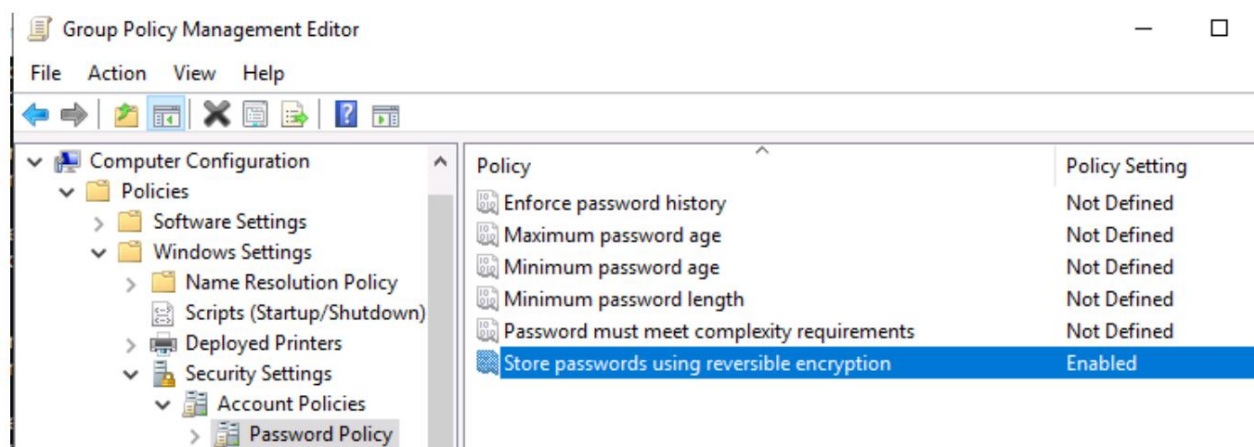 Group Policy Management Editor
File Action View Help
Computer Configuration
Policies
Software Settings
Windows Settings
Name Resolution Policy
Scripts (Startup/Shutdown)
Deployed Printers
Security Settings
Account Policies
Password Policy
Policy Policy Setting
Enforce password history Not Defined
Maximum password age Not Defined
Minimum password age Not Defined
Minimum password length Not Defined
Password must meet complexity requirements Not Defined
Store passwords using reversible encryption Enabled